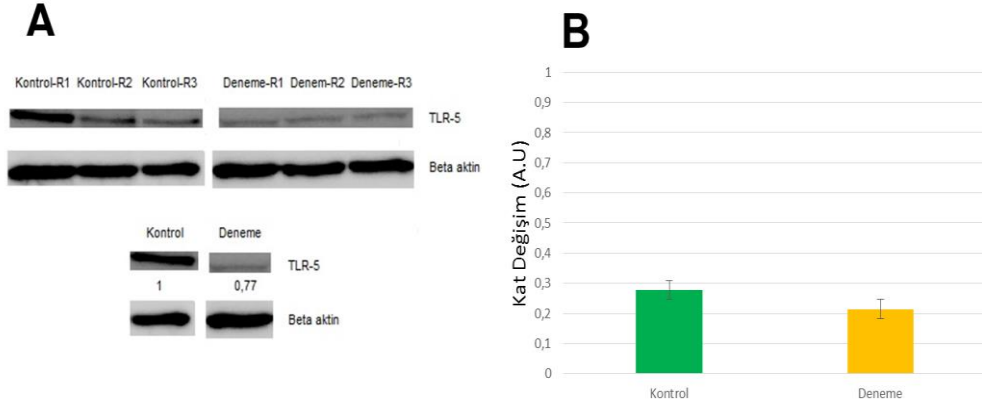 A
Kontrol-R1 Kontrol-R2 Kontrol-R3 Deneme-R1 Denem-R2 Deneme-R3
TLR-5
Beta aktin
Kontrol Deneme
TLR-5
1 0,77
Beta aktin
B
Kat Değişim (A.U)
1
0,9
0,8
0,7
0,6
0,5
0,4
0,3
0,2
0,1
0
Kontrol Deneme